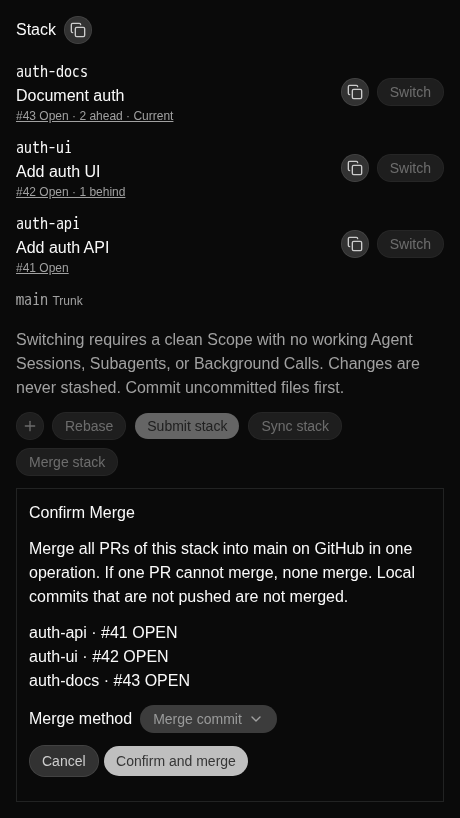 Stack
auth-docs
Document auth
#43 Open · 2 ahead · Current
Switch
auth-ui
Add auth UI
#42 Open · 1 behind
Switch
auth-api
Add auth API
#41 Open
Switch
main Trunk
Switching requires a clean Scope with no working Agent
Sessions, Subagents, or Background Calls. Changes are
never stashed. Commit uncommitted files first.
Rebase Submit stack Sync stack
Merge stack
Confirm Merge
Merge all PRs of this stack into main on GitHub in one
operation. If one PR cannot merge, none merge. Local
commits that are not pushed are not merged.
auth-api · #41 OPEN
auth-ui · #42 OPEN
auth-docs · #43 OPEN
Merge method Merge commit
Cancel Confirm and merge